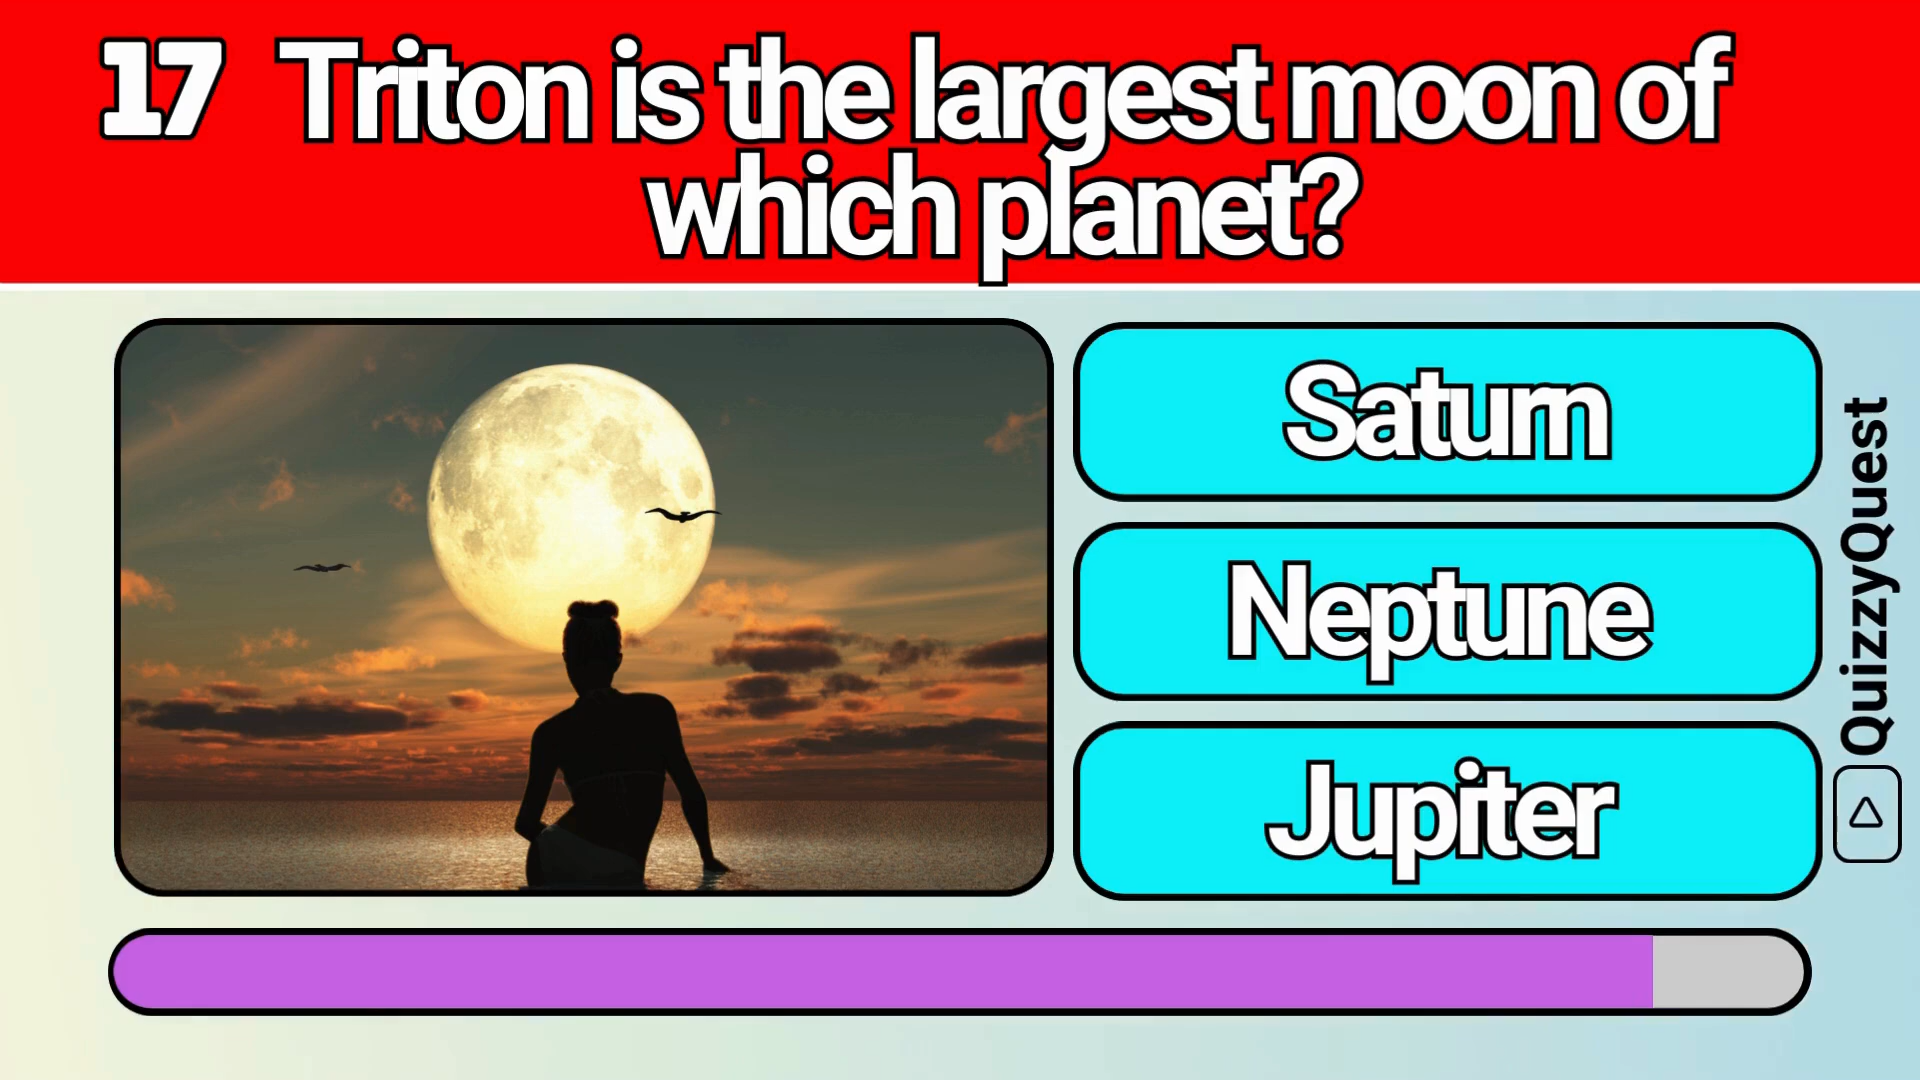 17 Triton is the largest moon of
which planet?
Saturn
Neptune
Jupiter
QuizzyQuest